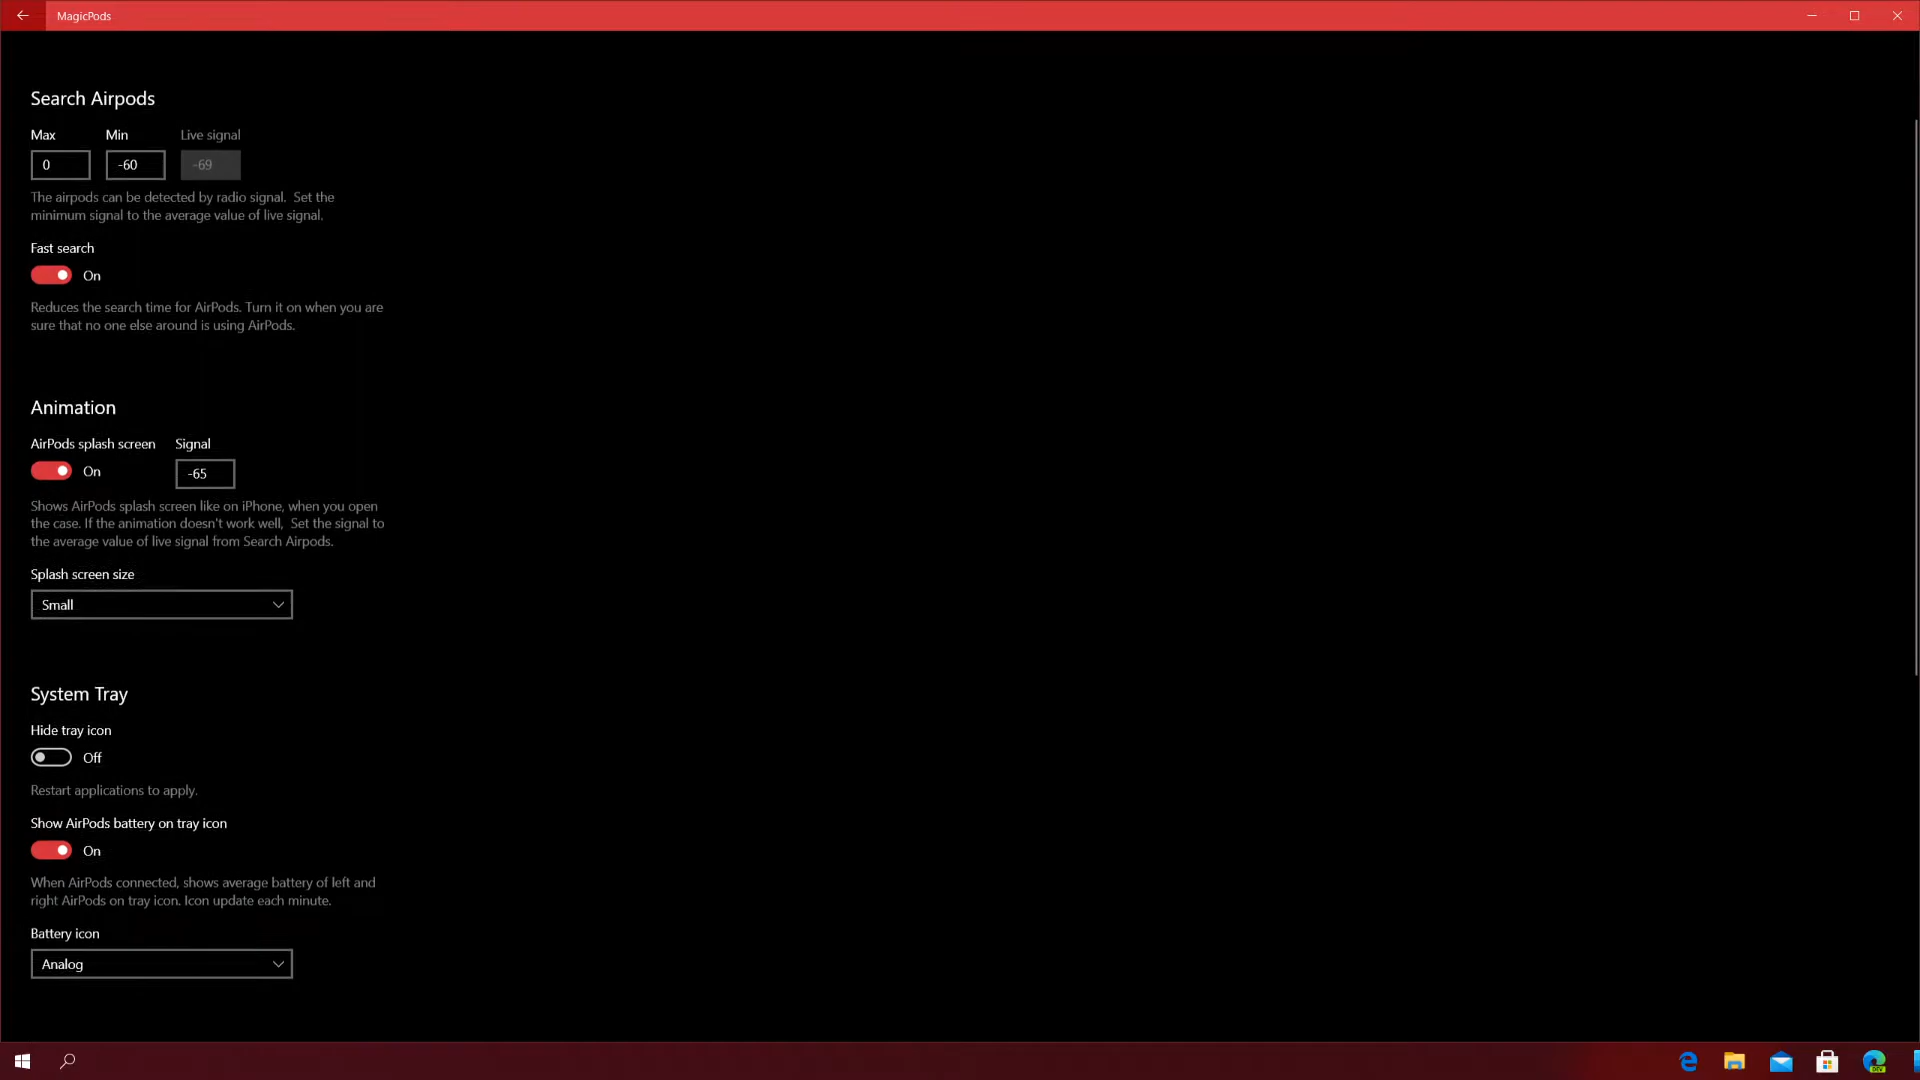 MagicPods
Search Airpods
Max Min Live signal
0 -60 -69
The airpods can be detected by radio signal. Set the
minimum signal to the average value of live signal.
Fast search
On
Reduces the search time for AirPods. Turn it on when you are
sure that no one else around is using AirPods.
Animation
AirPods splash screen Signal
On -65
Shows AirPods splash screen like on iPhone, when you open
the case. If the animation doesn't work well, Set the signal to
the average value of live signal from Search Airpods.
Splash screen size
Small
System Tray
Hide tray icon
Off
Restart applications to apply.
Show AirPods battery on tray icon
On
When AirPods connected, shows average battery of left and
right AirPods on tray icon. Icon update each minute.
Battery icon
Analog
DEV